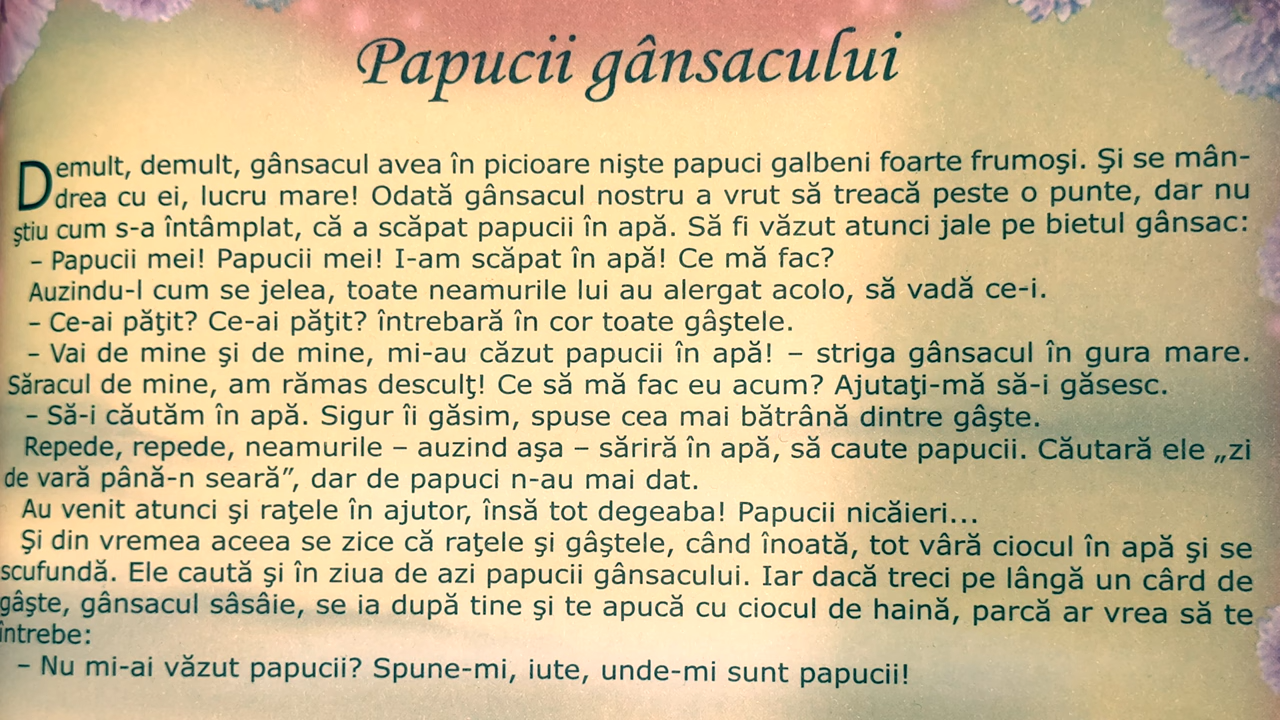 Papucii gânsacului
Demult, demult, gânsacul avea în picioare nişte papuci galbeni foarte frumoşi. Şi se mân-
drea cu ei, lucru mare! Odată gânsacul nostru a vrut să treacă peste o punte, dar nu
ştiu cum s-a întâmplat, că a scăpat papucii în apă. Să fi văzut atunci jale pe bietul gânsac:
– Papucii mei! Papucii mei! I-am scăpat în apă! Ce mă fac?
Auzindu-l cum se jelea, toate neamurile lui au alergat acolo, să vadă ce-i.
– Ce-ai păţit? Ce-ai păţit? întrebară în cor toate gâştele.
– Vai de mine şi de mine, mi-au căzut papucii în apă! – striga gânsacul în gura mare.
Săracul de mine, am rămas desculţ! Ce să mă fac eu acum? Ajutaţi-mă să-i găsesc.
– Să-i căutăm în apă. Sigur îi găsim, spuse cea mai bătrână dintre gâşte.
Repede, repede, neamurile – auzind aşa – săriră în apă, să caute papucii. Căutară ele „zi
de vară până-n seară”, dar de papuci n-au mai dat.
Au venit atunci şi raţele în ajutor, însă tot degeaba! Papucii nicăieri...
Şi din vremea aceea se zice că raţele şi gâştele, când înoată, tot vâră ciocul în apă şi se
scufundă. Ele caută şi în ziua de azi papucii gânsacului. Iar dacă treci pe lângă un cârd de
gâşte, gânsacul sâsâie, se ia după tine şi te apucă cu ciocul de haină, parcă ar vrea să te
întrebe:
– Nu mi-ai văzut papucii? Spune-mi, iute, unde-mi sunt papucii!